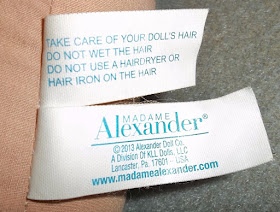 TAKE CARE OF YOUR DOLL'S HAIR
DO NOT WET THE HAIR
DO NOT USE A HAIRDRYER OR
HAIR IRON ON THE HAIR
MADAME
Alexander®
© 2013 Alexander Doll Co.
A Division Of KLL Dolls, LLC
Lancaster, Pa. 17601 - USA
www.madamealexander.com